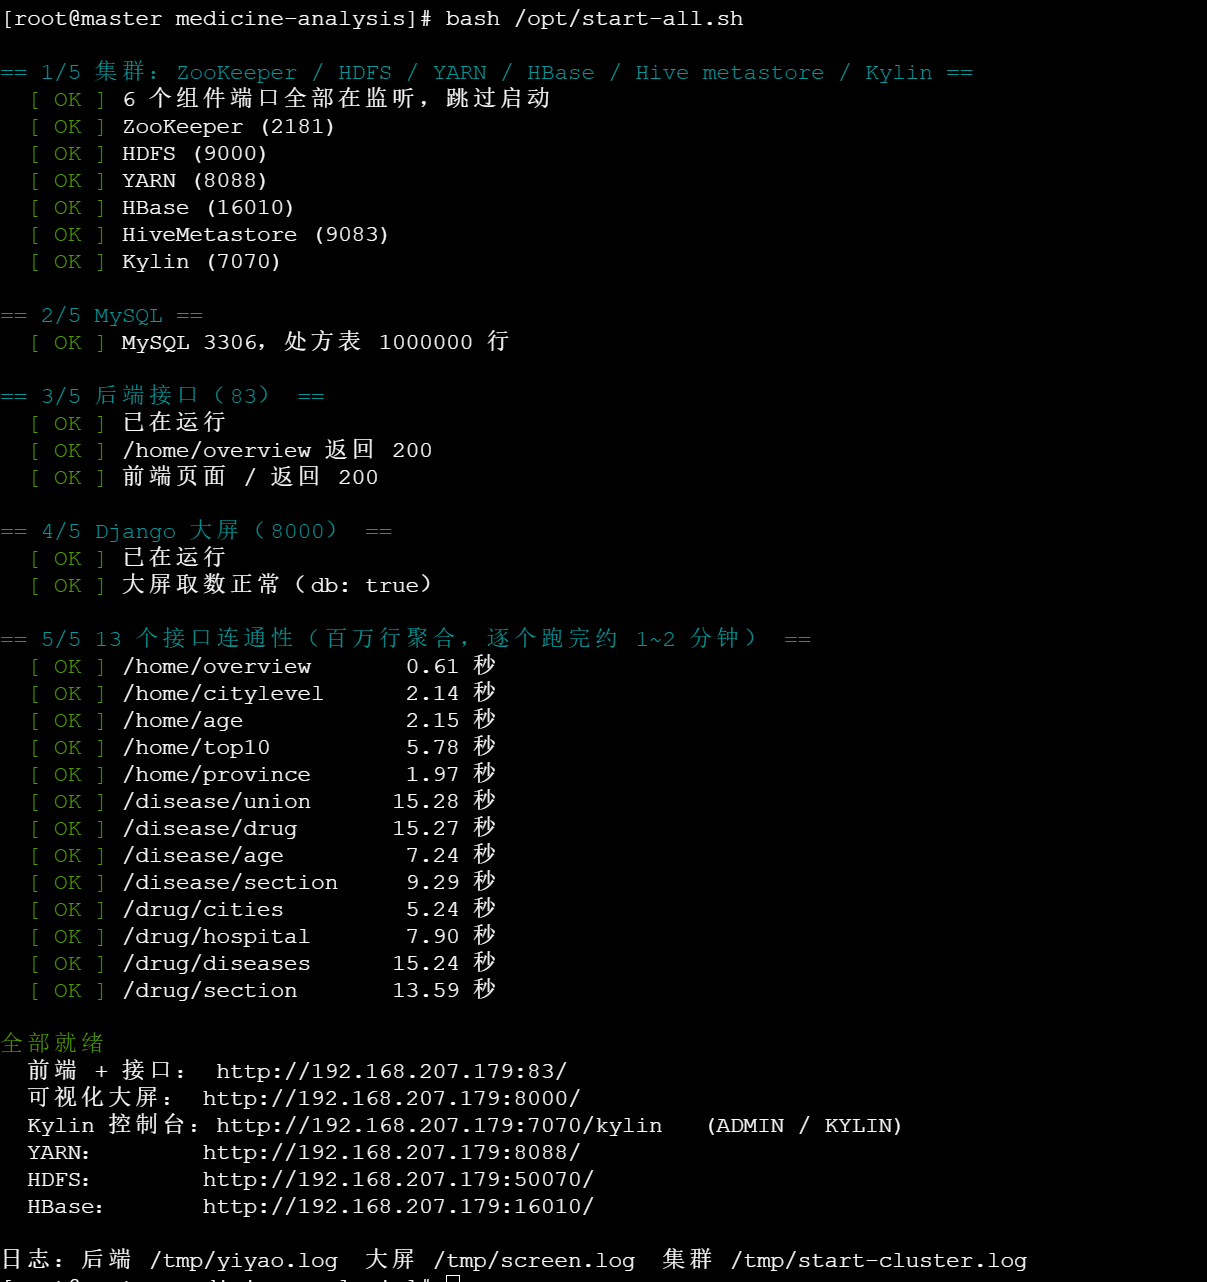 [root@master medicine-analysis]# bash /opt/start-all.sh
== 1/5 集群：ZooKeeper / HDFS / YARN / HBase / Hive metastore / Kylin ==
[ OK ] 6 个组件端口全部在监听，跳过启动
[ OK ] ZooKeeper (2181)
[ OK ] HDFS (9000)
[ OK ] YARN (8088)
[ OK ] HBase (16010)
[ OK ] HiveMetastore (9083)
[ OK ] Kylin (7070)
== 2/5 MySQL ==
[ OK ] MySQL 3306，处方表 1000000 行
== 3/5 后端接口（83） ==
[ OK ] 已在运行
[ OK ] /home/overview 返回 200
[ OK ] 前端页面 / 返回 200
== 4/5 Django 大屏（8000） ==
[ OK ] 已在运行
[ OK ] 大屏取数正常（db: true）
== 5/5 13 个接口连通性（百万行聚合，逐个跑完约 1~2 分钟） ==
[ OK ] /home/overview 0.61 秒
[ OK ] /home/citylevel 2.14 秒
[ OK ] /home/age 2.15 秒
[ OK ] /home/top10 5.78 秒
[ OK ] /home/province 1.97 秒
[ OK ] /disease/union 15.28 秒
[ OK ] /disease/drug 15.27 秒
[ OK ] /disease/age 7.24 秒
[ OK ] /disease/section 9.29 秒
[ OK ] /drug/cities 5.24 秒
[ OK ] /drug/hospital 7.90 秒
[ OK ] /drug/diseases 15.24 秒
[ OK ] /drug/section 13.59 秒
全部就绪
前端 + 接口： http://192.168.207.179:83/
可视化大屏： http://192.168.207.179:8000/
Kylin 控制台：http://192.168.207.179:7070/kylin (ADMIN / KYLIN)
YARN： http://192.168.207.179:8088/
HDFS： http://192.168.207.179:50070/
HBase： http://192.168.207.179:16010/
日志：后端 /tmp/yiyao.log 大屏 /tmp/screen.log 集群 /tmp/start-cluster.log